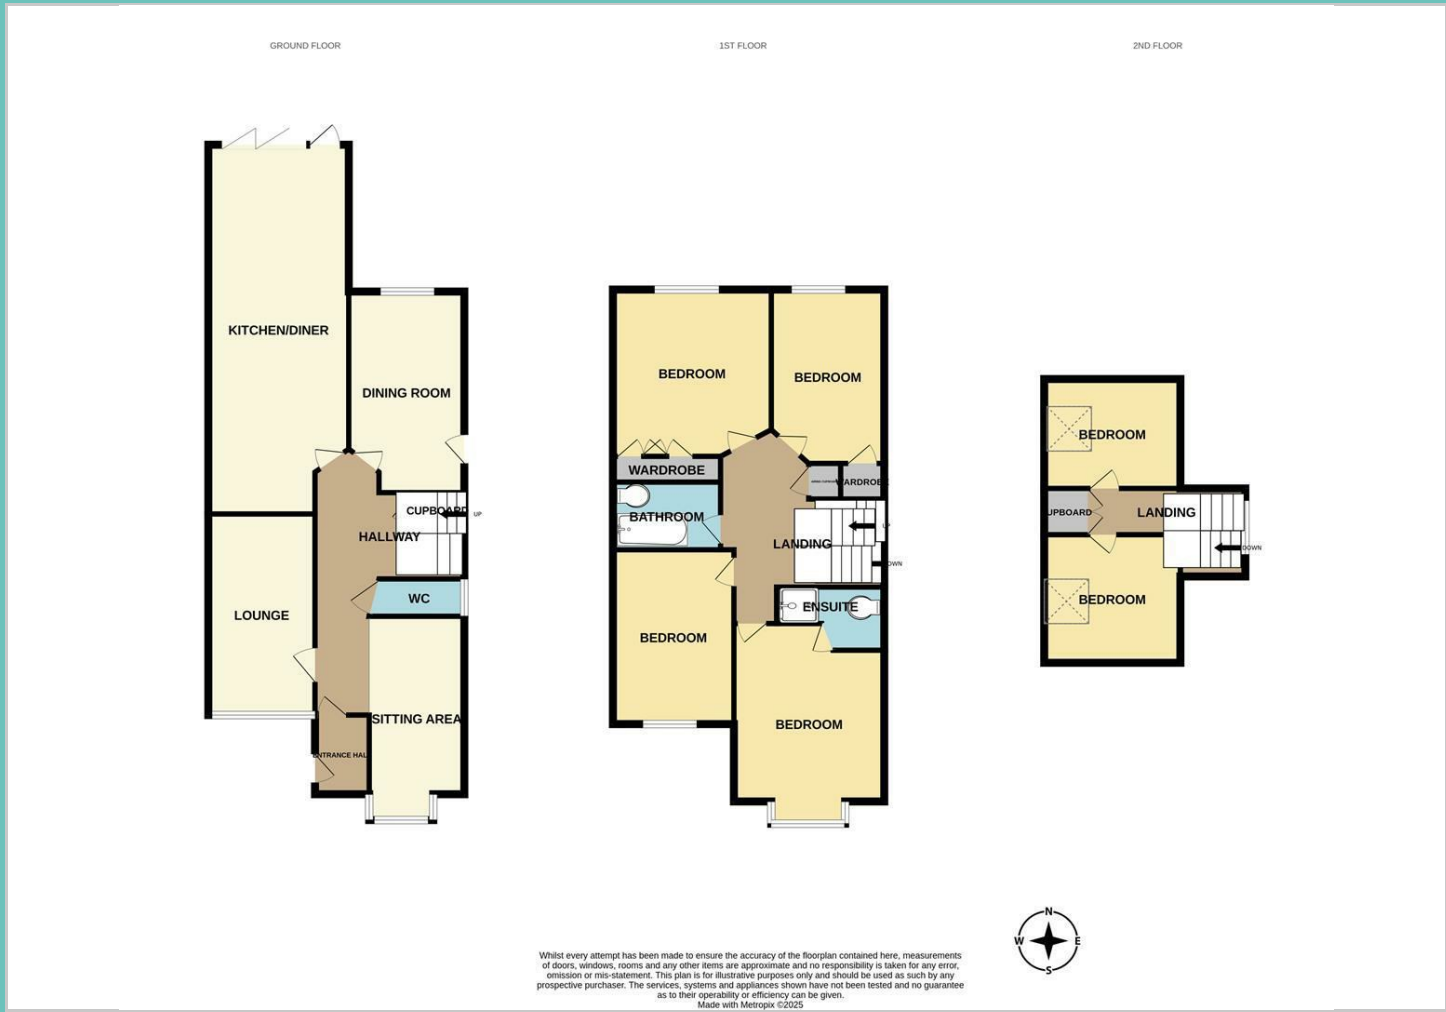 GROUND FLOOR
1ST FLOOR
2ND FLOOR
KITCHEN/DINER
DINING ROOM
CUPBOARD
UP
HALLWAY
WC
LOUNGE
SITTING AREA
ENTRANCE HALL
BEDROOM
BEDROOM
WARDROBE
WARDROBE
BATHROOM
UP
LANDING
DOWN
ENSUITE
BEDROOM
BEDROOM
BEDROOM
CUPBOARD
LANDING
DOWN
BEDROOM
N
W
E
S
Whilst every attempt has been made to ensure the accuracy of the floorplan contained here, measurements
of doors, windows, rooms and any other items are approximate and no responsibility is taken for any error,
omission or mis-statement. This plan is for illustrative purposes only and should be used as such by any
prospective purchaser. The services, systems and appliances shown have not been tested and no guarantee
as to their operability or efficiency can be given.
Made with Metropix ©2025